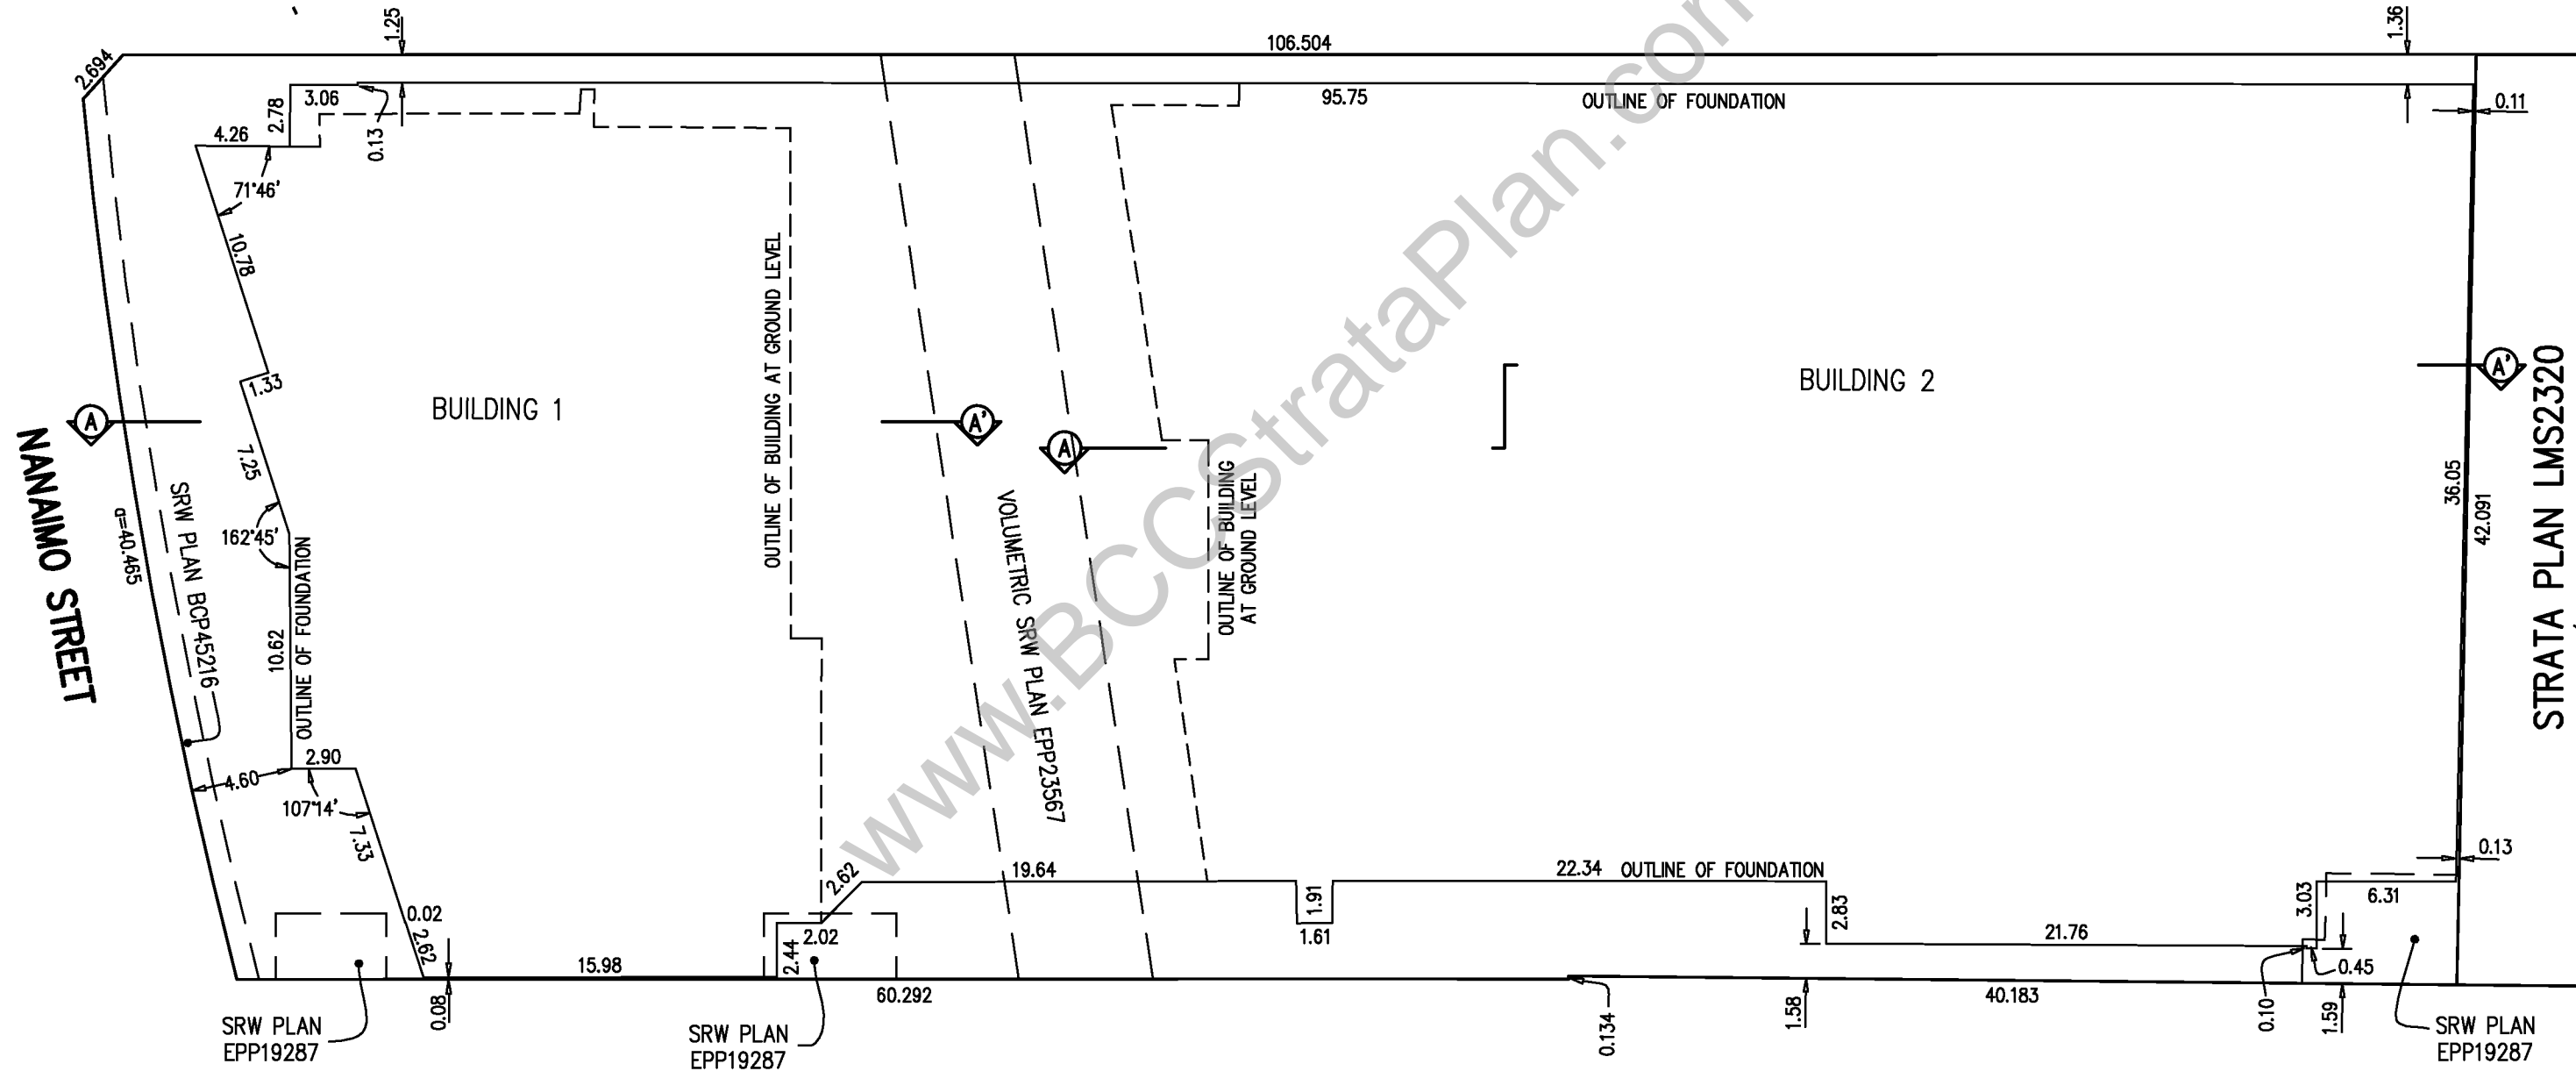 1.25
106.504
1.36
2.694
3.06
2.78
0.13
95.75
OUTLINE OF FOUNDATION
0.11
4.26
71°46'
10.78
1.33
BUILDING 1
OUTLINE OF BUILDING AT GROUND LEVEL
BUILDING 2
A
A'
A
A'
NANAIMO STREET
a=40.465
SRW PLAN BCP45216
7.25
162°45'
10.62
OUTLINE OF FOUNDATION
VOLUMETRIC SRW PLAN EPP23567
OUTLINE OF BUILDING
AT GROUND LEVEL
36.05
42.091
STRATA PLAN LMS2320
2.90
4.60
107°14'
7.33
0.02
2.62
2.62
19.64
22.34 OUTLINE OF FOUNDATION
0.13
2.02
2.44
1.91
1.61
2.83
21.76
3.03
6.31
0.45
15.98
0.08
60.292
0.134
1.58
40.183
0.10
1.59
SRW PLAN
EPP19287
SRW PLAN
EPP19287
SRW PLAN
EPP19287
www.BCCStrataPlan.com